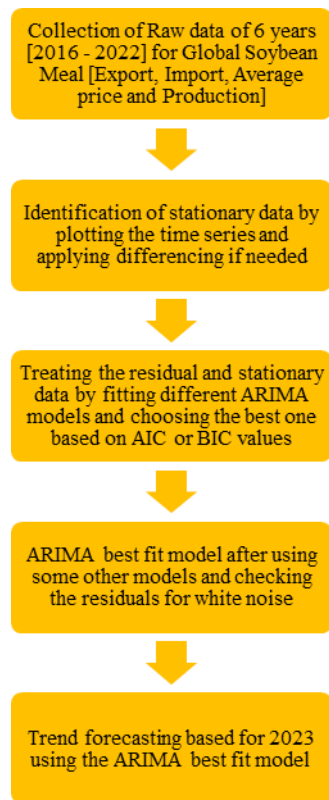 Collection of Raw data of 6 years
[2016 - 2022] for Global Soybean
Meal [Export, Import, Average
price and Production]
Identification of stationary data by
plotting the time series and
applying differencing if needed
Treating the residual and stationary
data by fitting different ARIMA
models and choosing the best one
based on AIC or BIC values
ARIMA best fit model after using
some other models and checking
the residuals for white noise
Trend forecasting based for 2023
using the ARIMA best fit model